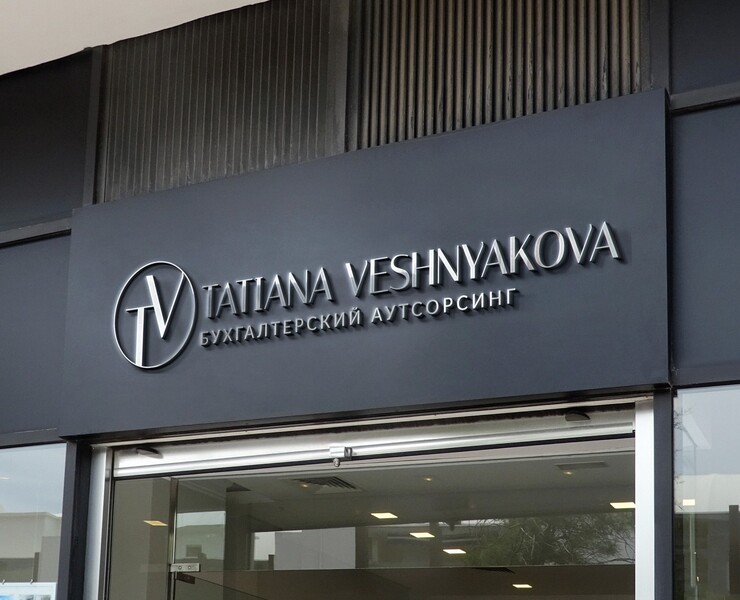 TV
TATIANA VESHNYAKOVA
БУХГАЛТЕРСКИЙ АУТСОРСИНГ